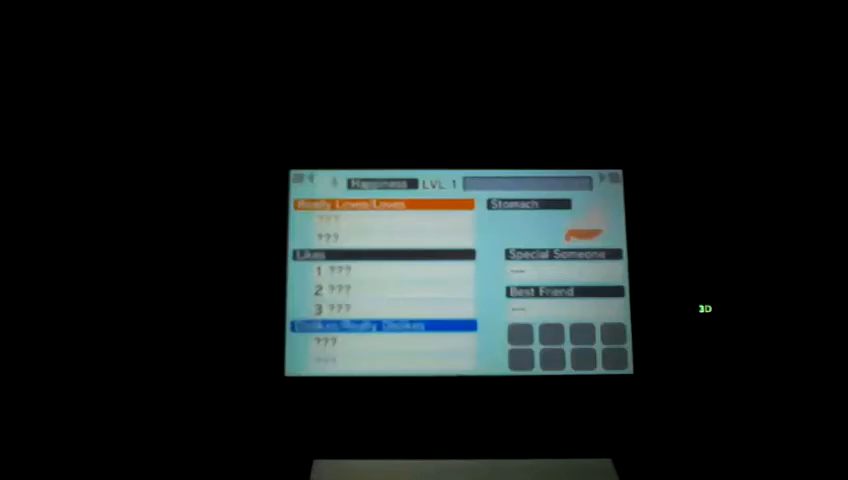 Happiness LVL 1
Really Loves/Loves
???
???
Likes
1 ???
2 ???
3 ???
Dislikes/Really Dislikes
???
???
Stomach
Special Someone
---
Best Friend
---
3D